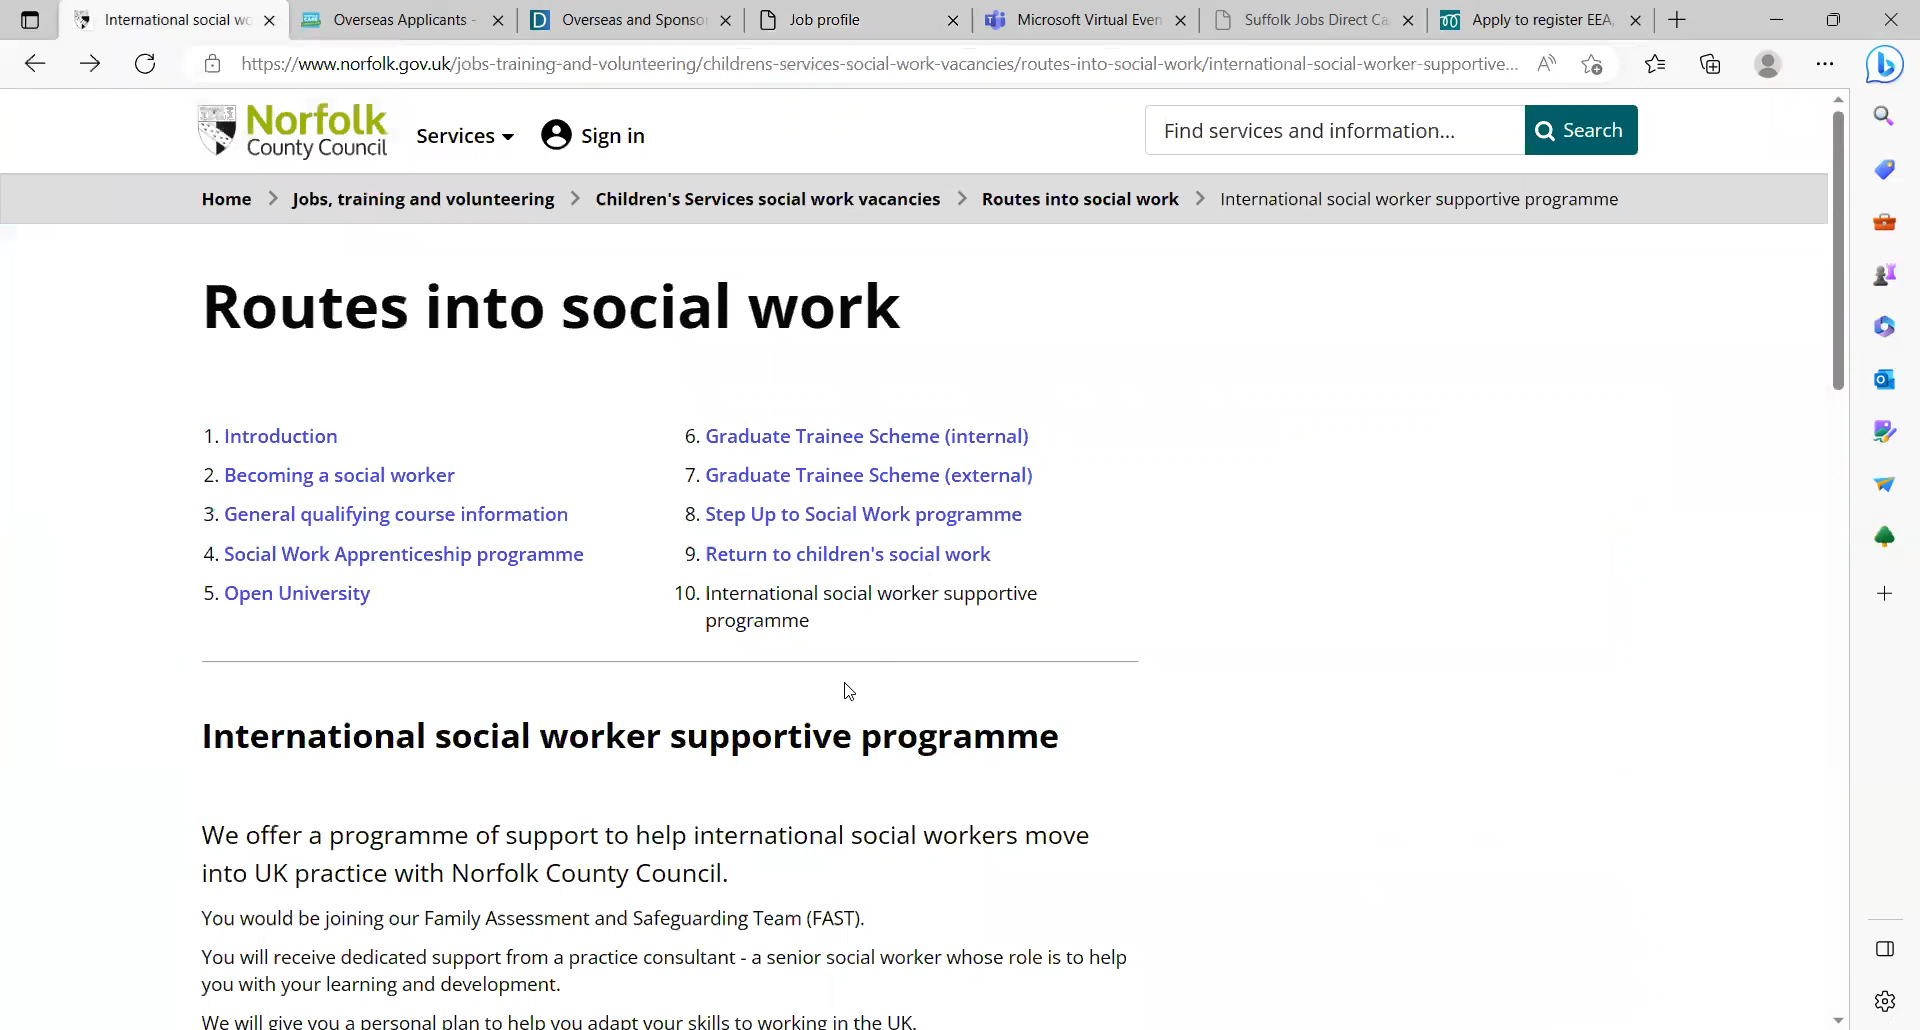 International social wo
Overseas Applicants -
Overseas and Sponso
Job profile
Microsoft Virtual Even
Suffolk Jobs Direct Ca
Apply to register EEA,
https://www.norfolk.gov.uk/jobs-training-and-volunteering/childrens-services-social-work-vacancies/routes-into-social-work/international-social-worker-supportive...
Norfolk
County Council
Services
Sign in
Find services and information...
Search
Home > Jobs, training and volunteering > Children's Services social work vacancies > Routes into social work > International social worker supportive programme
Routes into social work
1. Introduction
2. Becoming a social worker
3. General qualifying course information
4. Social Work Apprenticeship programme
5. Open University
6. Graduate Trainee Scheme (internal)
7. Graduate Trainee Scheme (external)
8. Step Up to Social Work programme
9. Return to children's social work
10. International social worker supportive
programme
International social worker supportive programme
We offer a programme of support to help international social workers move
into UK practice with Norfolk County Council.
You would be joining our Family Assessment and Safeguarding Team (FAST).
You will receive dedicated support from a practice consultant - a senior social worker whose role is to help
you with your learning and development.
We will give you a personal plan to help you adapt your skills to working in the UK.